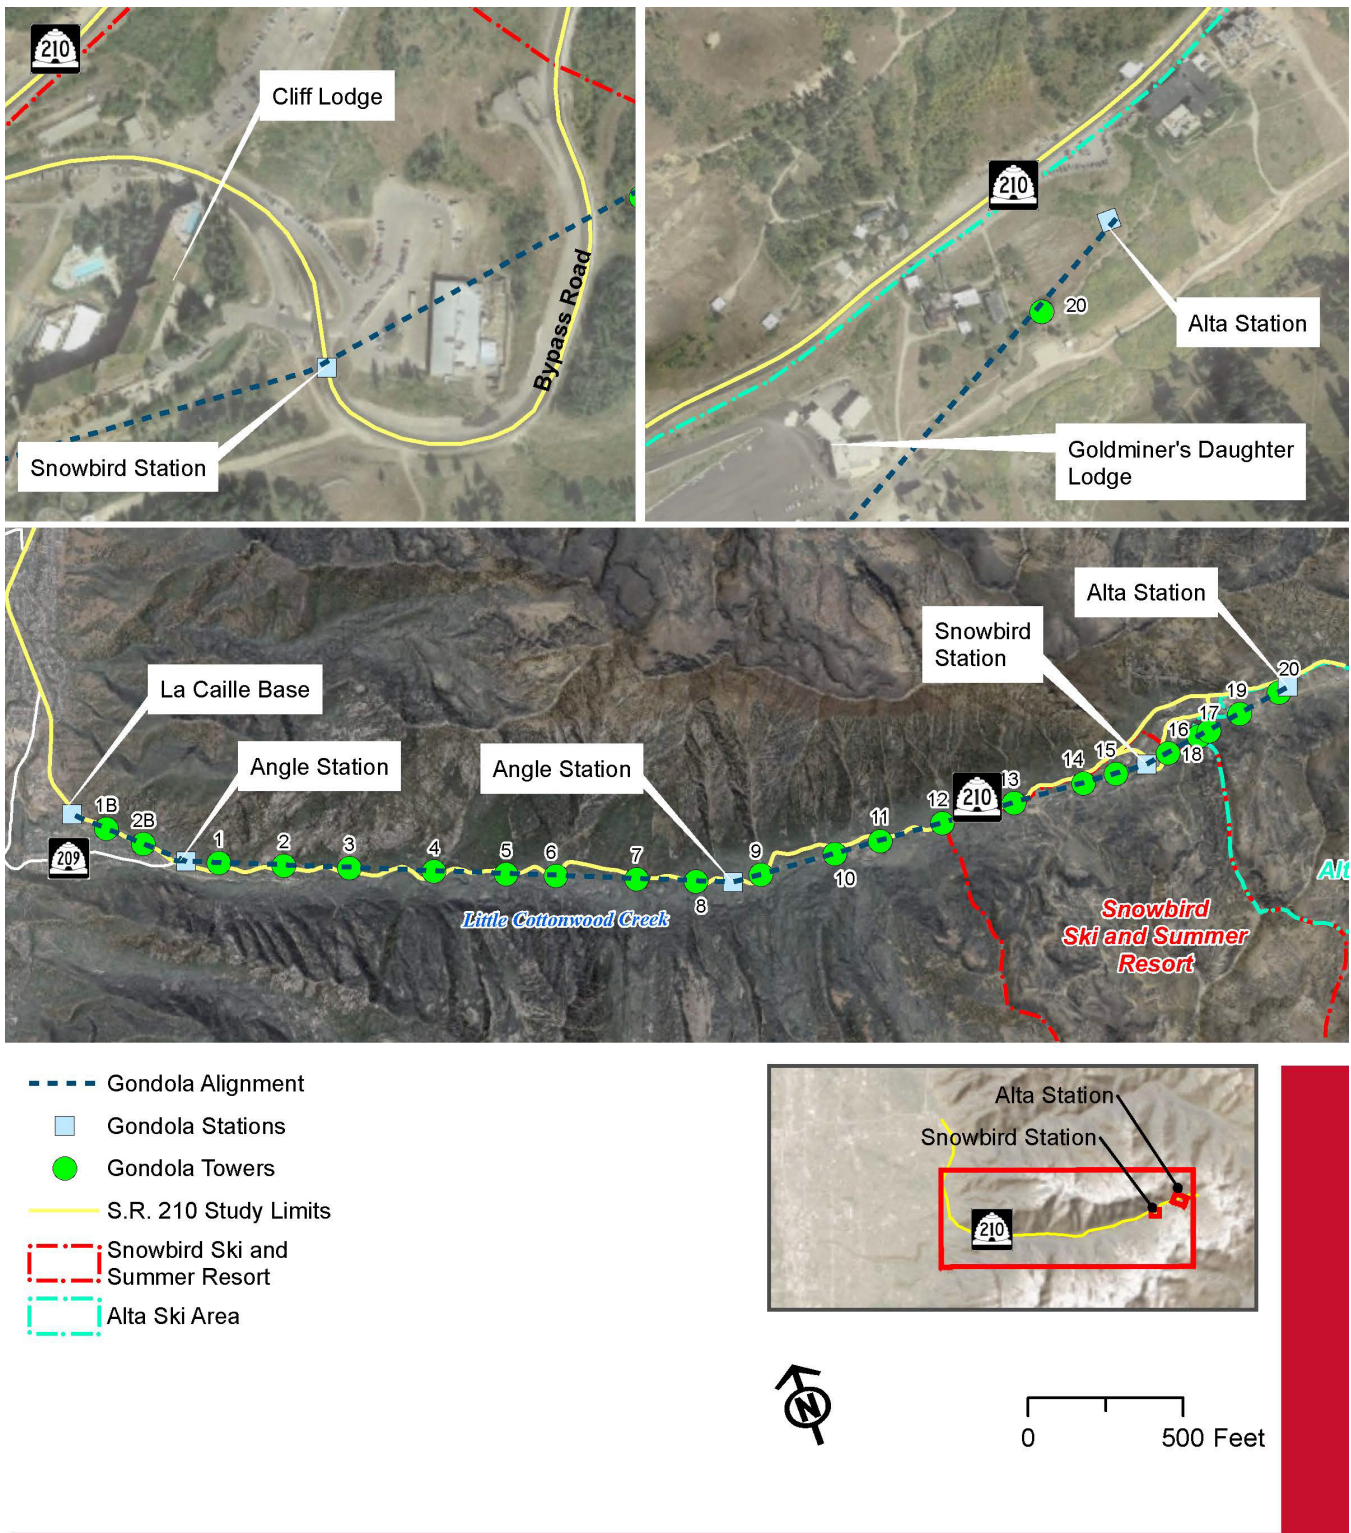 210
Cliff Lodge
Bypass Road
Snowbird Station
210
20
Alta Station
Goldminer's Daughter
Lodge
Alta Station
Snowbird
Station
La Caille Base
Angle Station
Angle Station
209
1B
2B
1
2
3
4
5
6
7
8
9
10
11
12
210
13
14
15
16
17
18
19
20
Little Cottonwood Creek
Snowbird
Ski and Summer
Resort
Alt
Gondola Alignment
Gondola Stations
Gondola Towers
S.R. 210 Study Limits
Snowbird Ski and
Summer Resort
Alta Ski Area
Alta Station
Snowbird Station
210
N
0 500 Feet